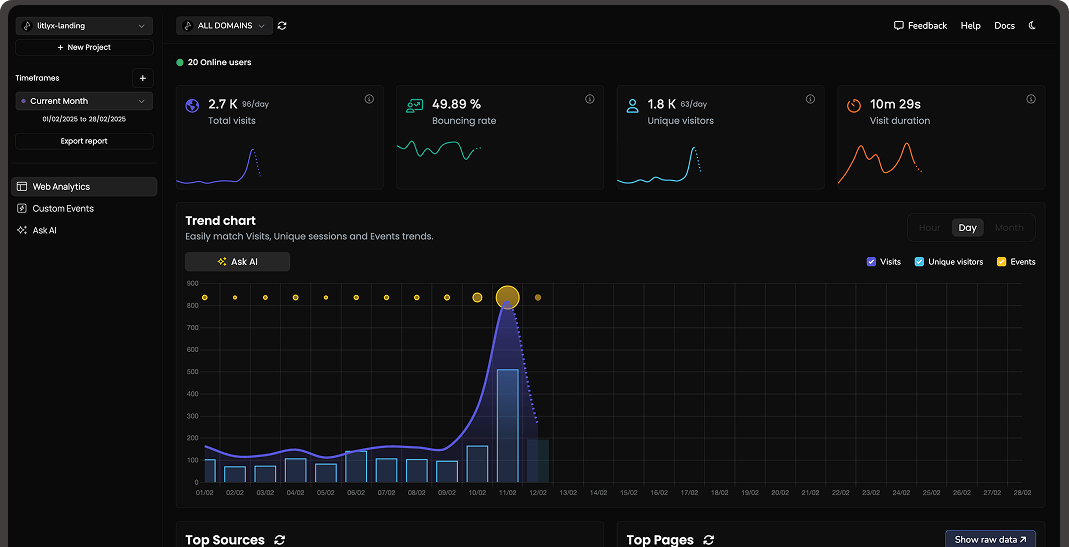 litlyx-landing
+ New Project
Timeframes
+
Current Month
01/02/2025 to 28/02/2025
Export report
Web Analytics
Custom Events
Ask AI
ALL DOMAINS
Feedback
Help
Docs
20 Online users
2.7 K 96/day
Total visits
49.89 %
Bouncing rate
1.8 K 63/day
Unique visitors
10m 29s
Visit duration
Trend chart
Easily match Visits, Unique sessions and Events trends.
Hour Day Month
Ask AI
Visits Unique visitors Events
900
800
700
600
500
400
300
200
100
0
01/02 02/02 03/02 04/02 05/02 06/02 07/02 08/02 09/02 10/02 11/02 12/02 13/02 14/02 15/02 16/02 17/02 18/02 19/02 20/02 21/02 22/02 23/02 24/02 25/02 26/02 27/02 28/02
Top Sources
Top Pages
Show raw data